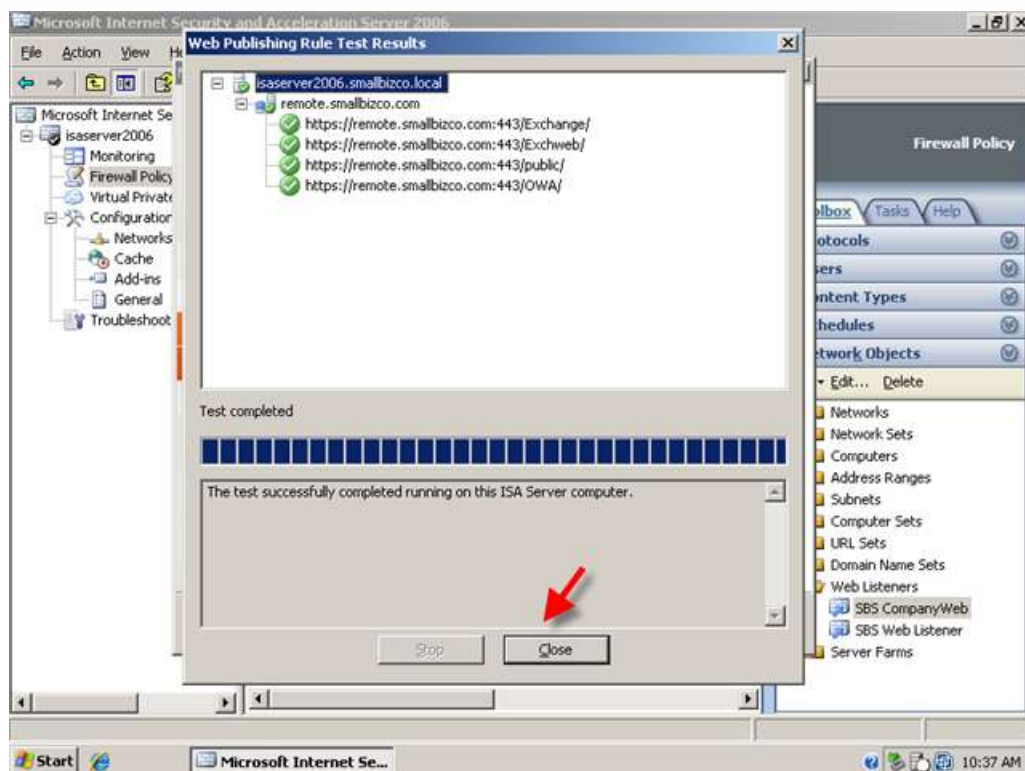 Microsoft Internet Security and Acceleration Server 2006
File Action View
Web Publishing Rule Test Results
isaserver2006.smallbizco.local
remote.smallbizco.com
https://remote.smallbizco.com:443/Exchange/
https://remote.smallbizco.com:443/Exchweb/
https://remote.smallbizco.com:443/public/
https://remote.smallbizco.com:443/OWA/
Test completed
The test successfully completed running on this ISA Server computer.
Stop
Close
Microsoft Internet Se
isaserver2006
Monitoring
Firewall Policy
Virtual Private
Configuration
Networks
Cache
Add-ins
General
Troubleshoot
Firewall Policy
Tasks
Help
Content Types
Network Objects
Edit... Delete
Networks
Network Sets
Computers
Address Ranges
Subnets
Computer Sets
URL Sets
Domain Name Sets
Web Listeners
SBS CompanyWeb
SBS Web Listener
Server Farms
Start
Microsoft Internet Se...
10:37 AM